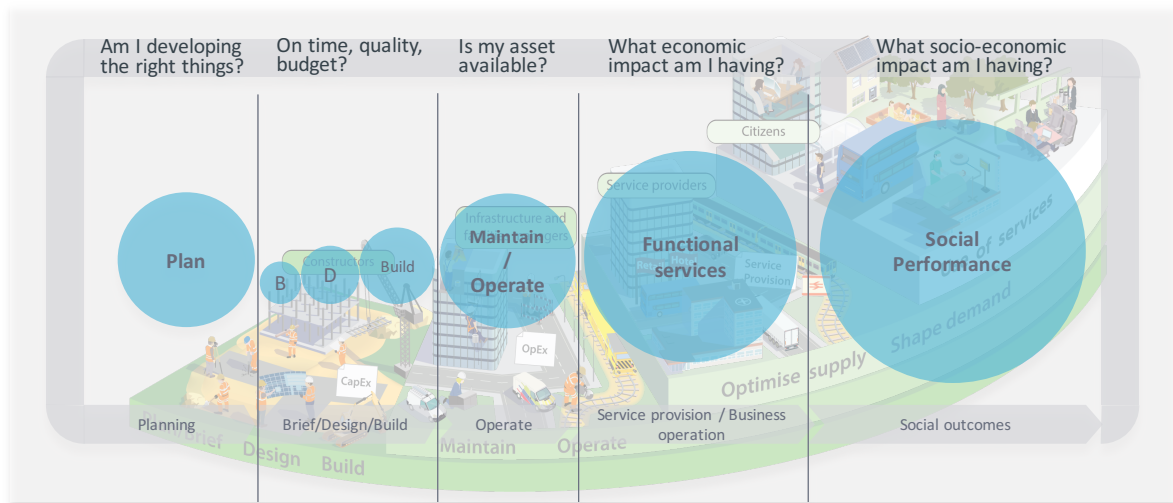 Am I developing
the right things?
On time, quality,
budget?
Is my asset
available?
What economic
impact am I having?
What socio-economic
impact am I having?
Citizens
Service providers
Infrastructure and
Constructors
Plan
B
D
Build
Maintain
/
Operate
Functional
services
Social
Performance
Hotel
Service
Provision
of services
OpEx
CapEx
Shape demand
Optimise supply
Planning
Brief/Design/Build
Operate
Service provision / Business
operation
Social outcomes
Plan/Brief
Design
Build
Maintain
Operate